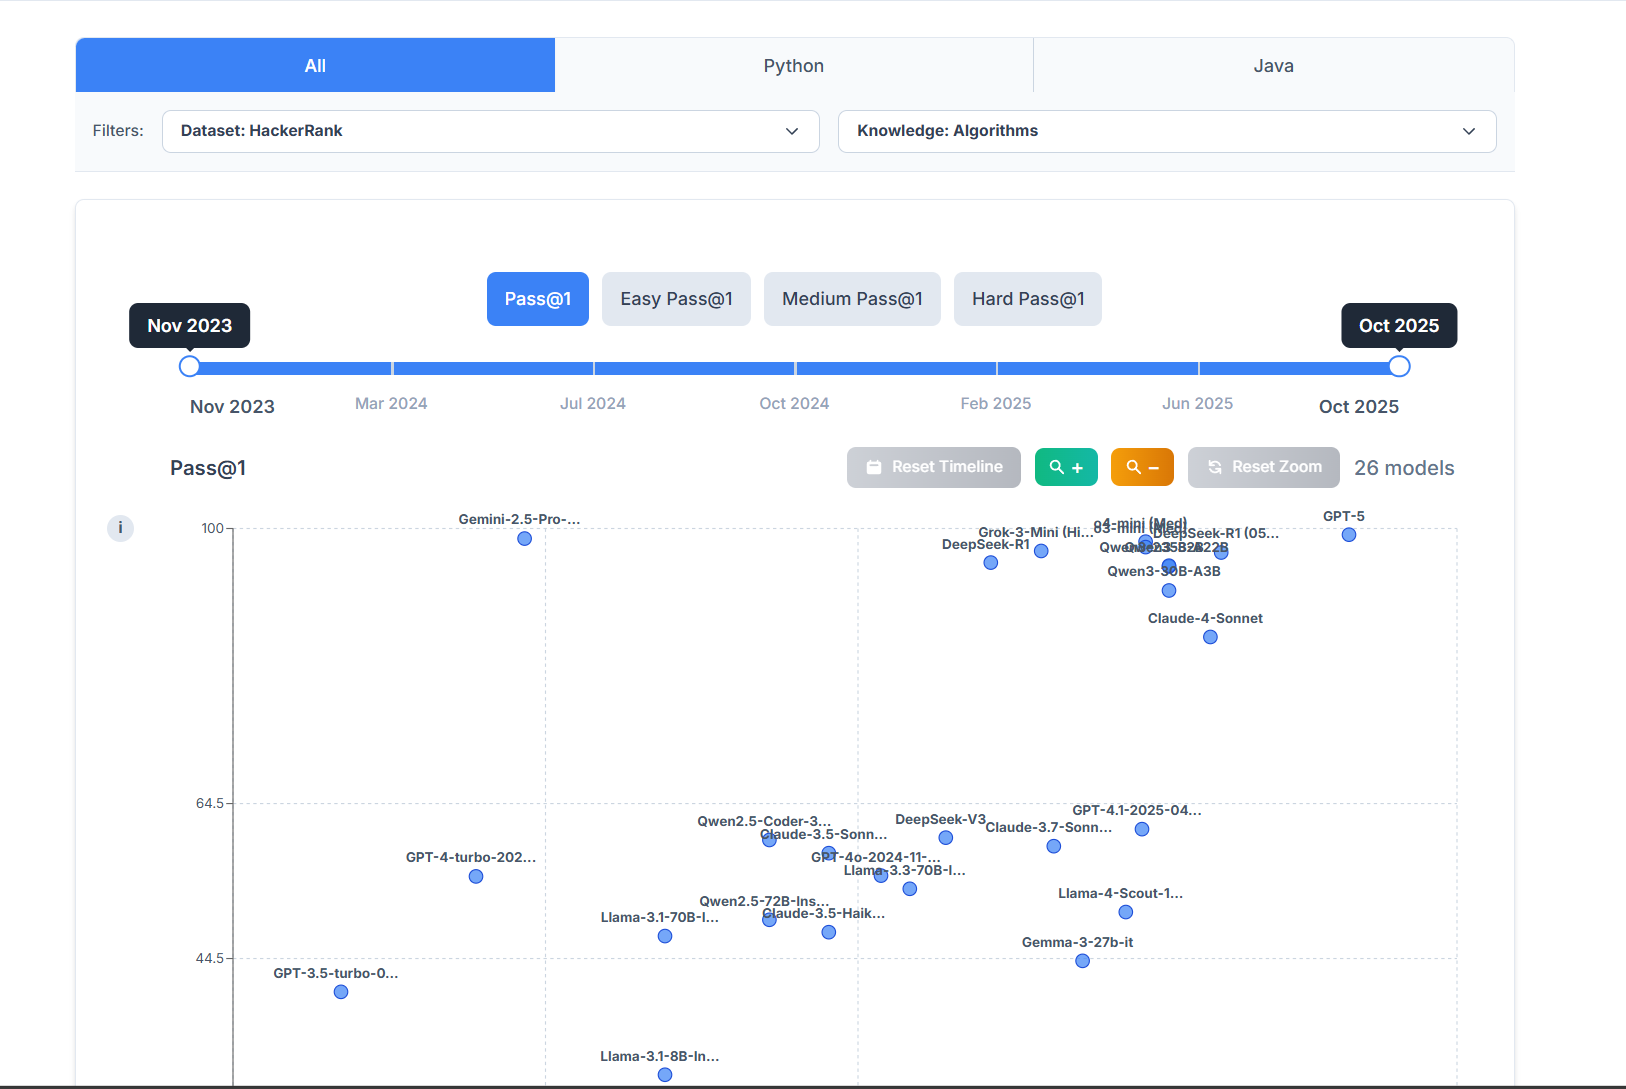 All
Python
Java
Filters:
Dataset: HackerRank
Knowledge: Algorithms
Pass@1
Easy Pass@1
Medium Pass@1
Hard Pass@1
Nov 2023
Oct 2025
Nov 2023
Mar 2024
Jul 2024
Oct 2024
Feb 2025
Jun 2025
Oct 2025
Pass@1
Reset Timeline
+
−
Reset Zoom
26 models
i
100
64.5
44.5
Gemini-2.5-Pro-...
o4-mini (Med)
o3-mini (Med)
GPT-5
Grok-3-Mini (Hi...
DeepSeek-R1 (05...
DeepSeek-R1
Qwen3-30B-A3B
Claude-4-Sonnet
GPT-4.1-2025-04...
Qwen2.5-Coder-3...
DeepSeek-V3
Claude-3.7-Sonn...
Claude-3.5-Sonn...
GPT-4-turbo-202...
GPT-4o-2024-11-...
Llama-3.3-70B-I...
Llama-4-Scout-1...
Qwen2.5-72B-Ins...
Llama-3.1-70B-I...
Claude-3.5-Haik...
Gemma-3-27b-it
GPT-3.5-turbo-0...
Llama-3.1-8B-In...